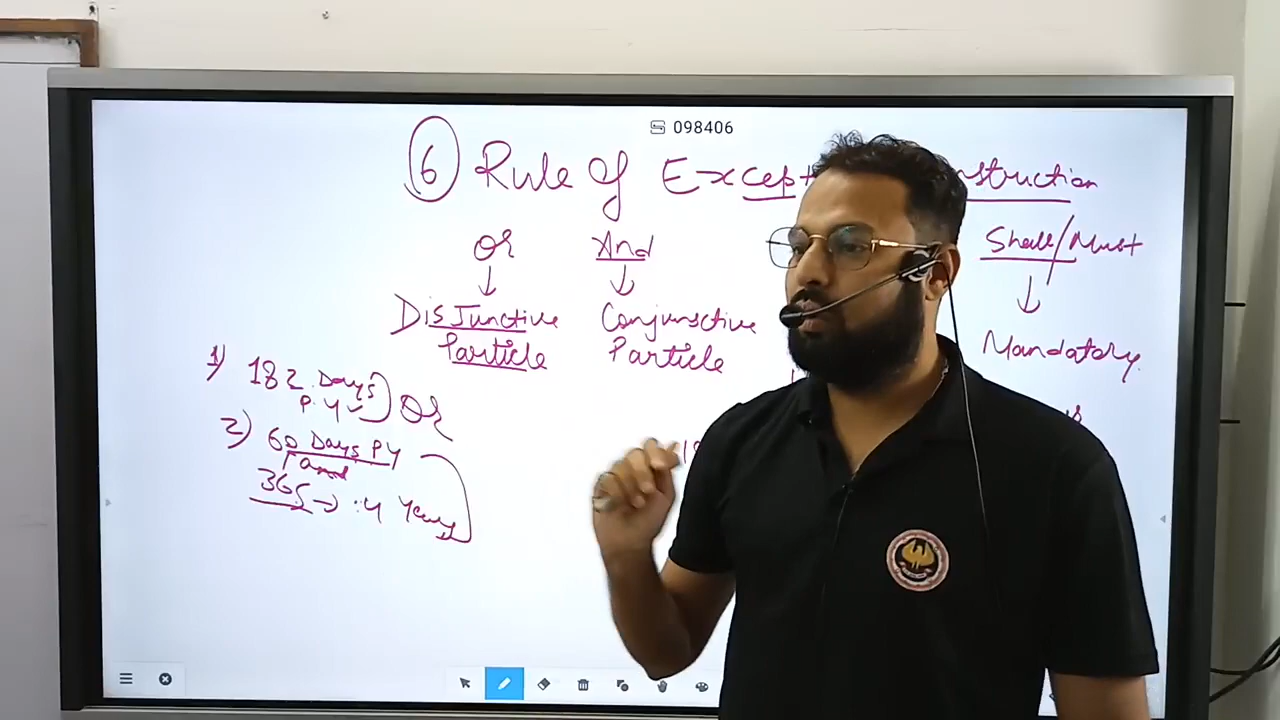 098406
6 Rule of Except nstruction
Or And Shall/Must
Disjunctive Conjunctive
Particle Particle Mandatory
1) 182 Days
P.Y Or
2) 60 Days PY
and
365 → 4 Years